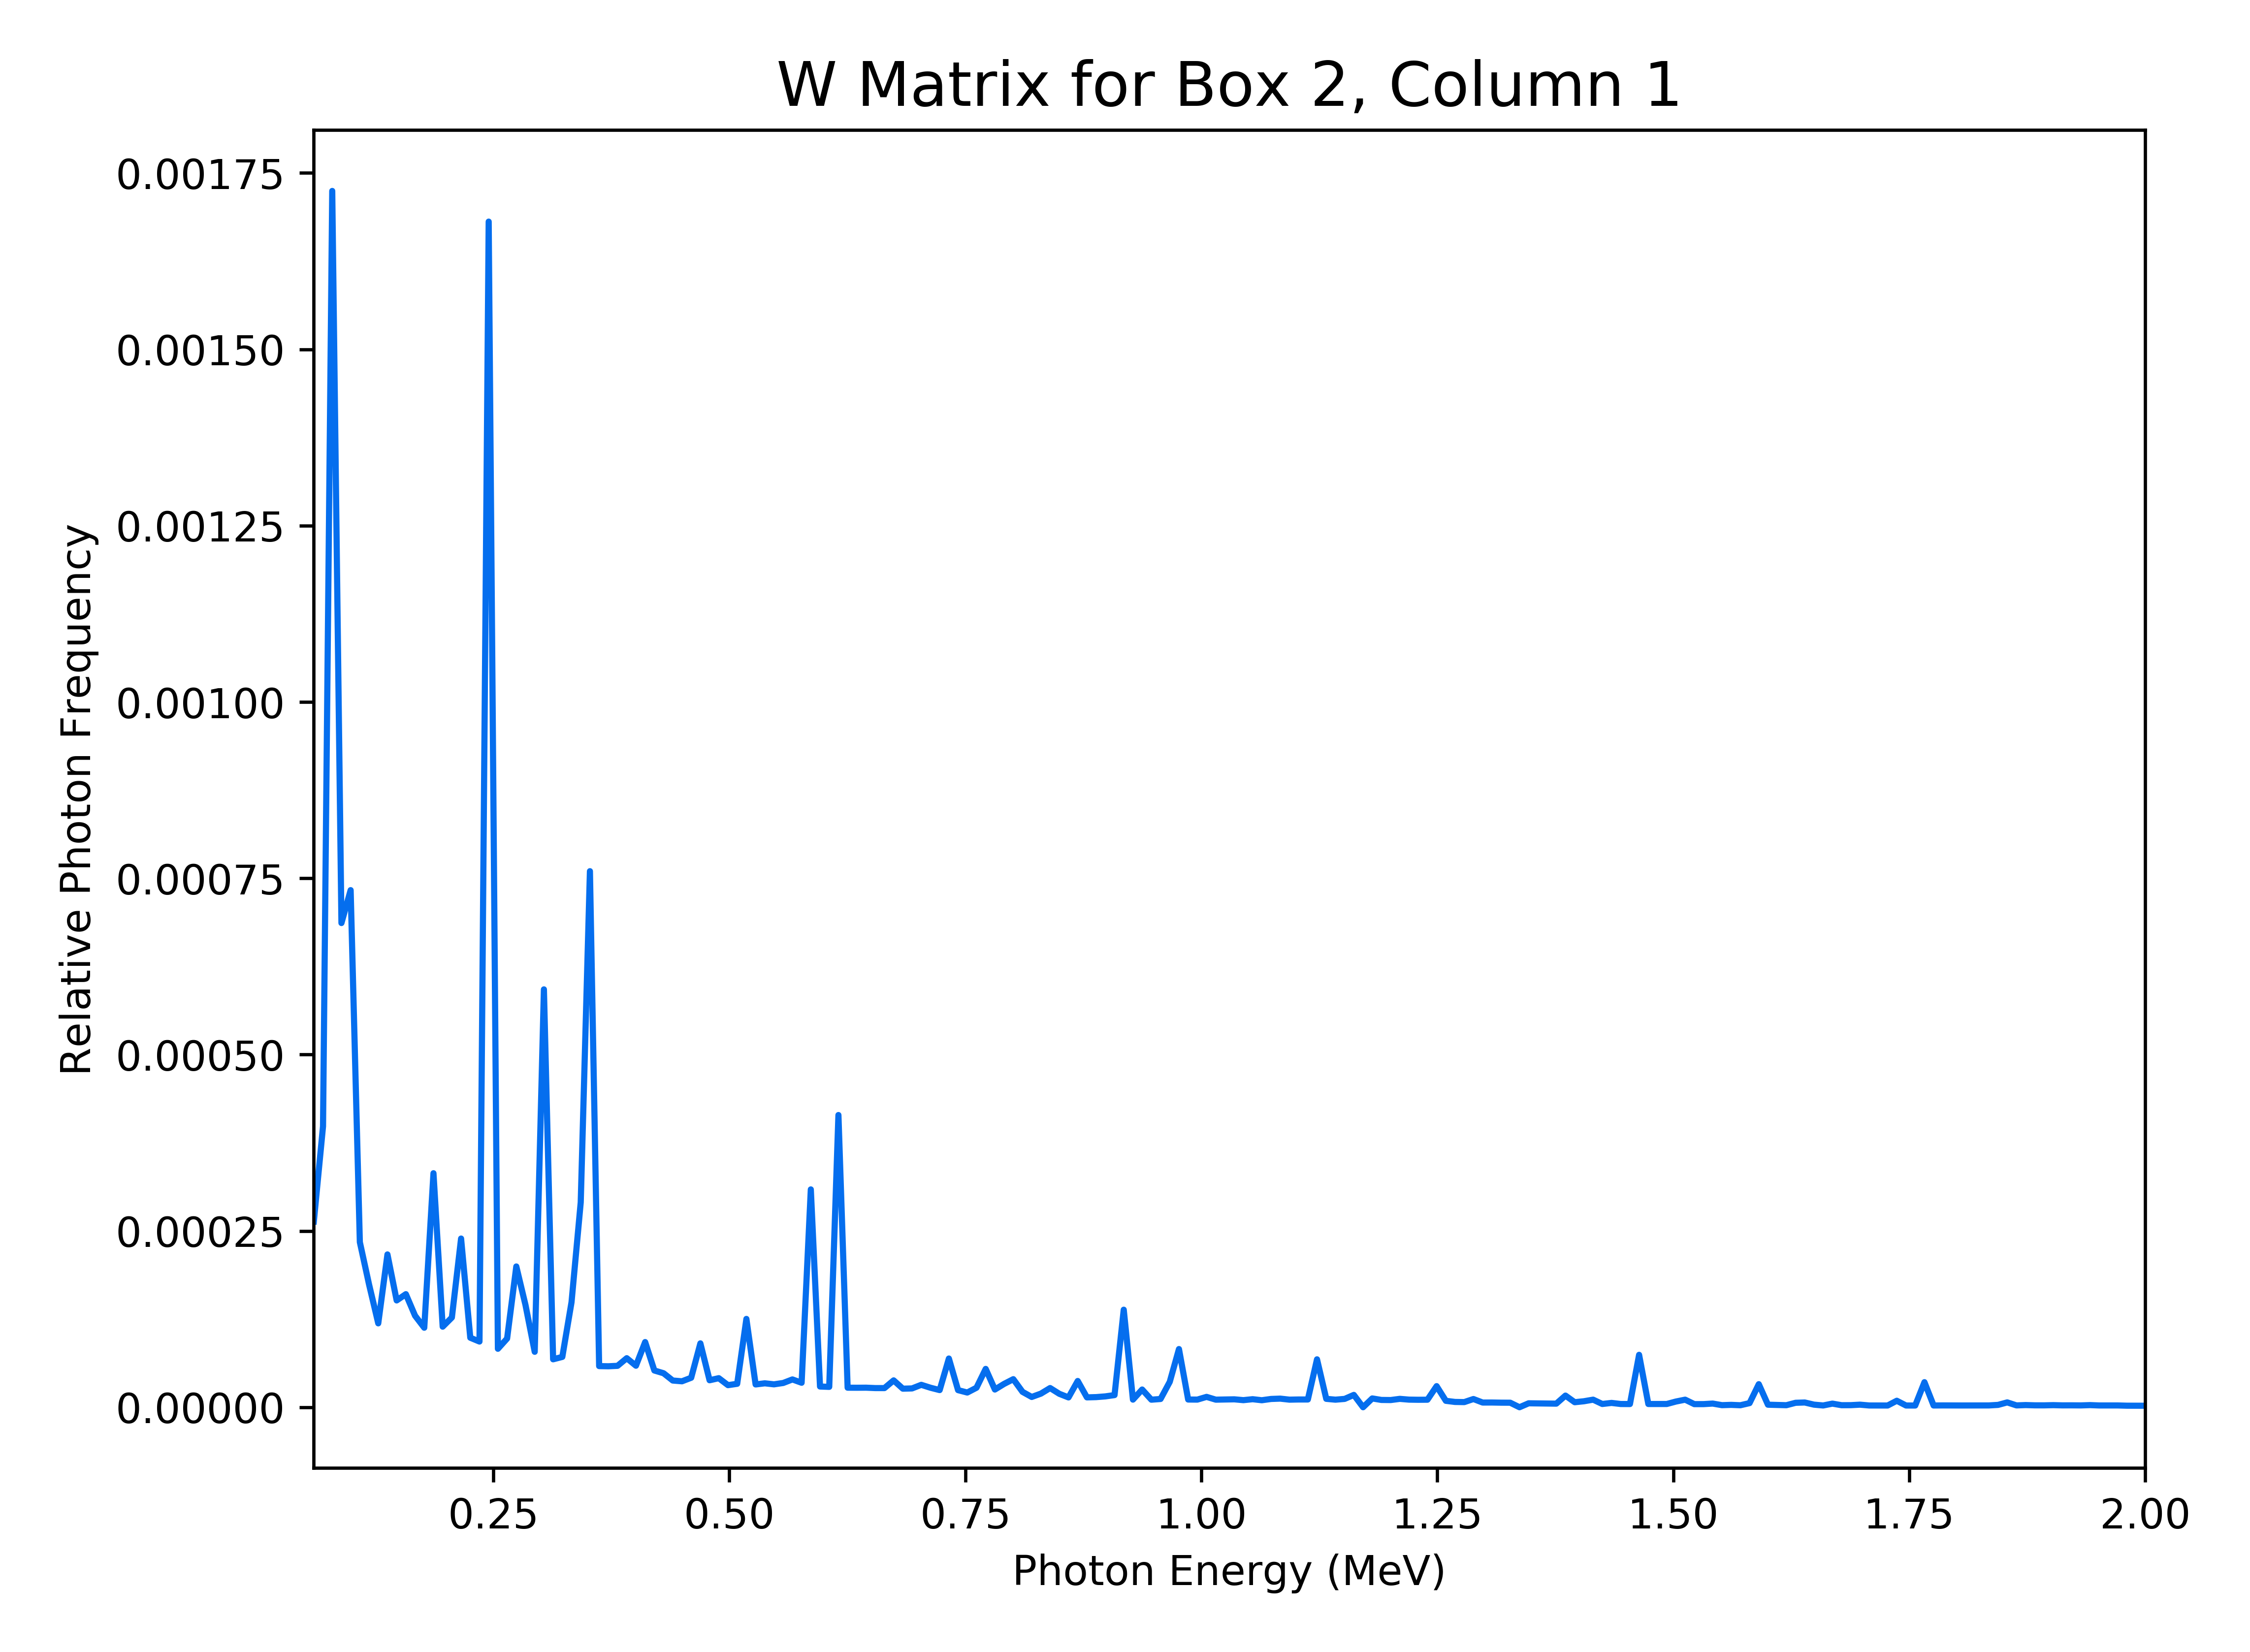 W Matrix for Box 2, Column 1
0.00175
0.00150
0.00125
0.00100
0.00075
0.00050
0.00025
0.00000
Relative Photon Frequency
0.25 0.50 0.75 1.00 1.25 1.50 1.75 2.00
Photon Energy (MeV)